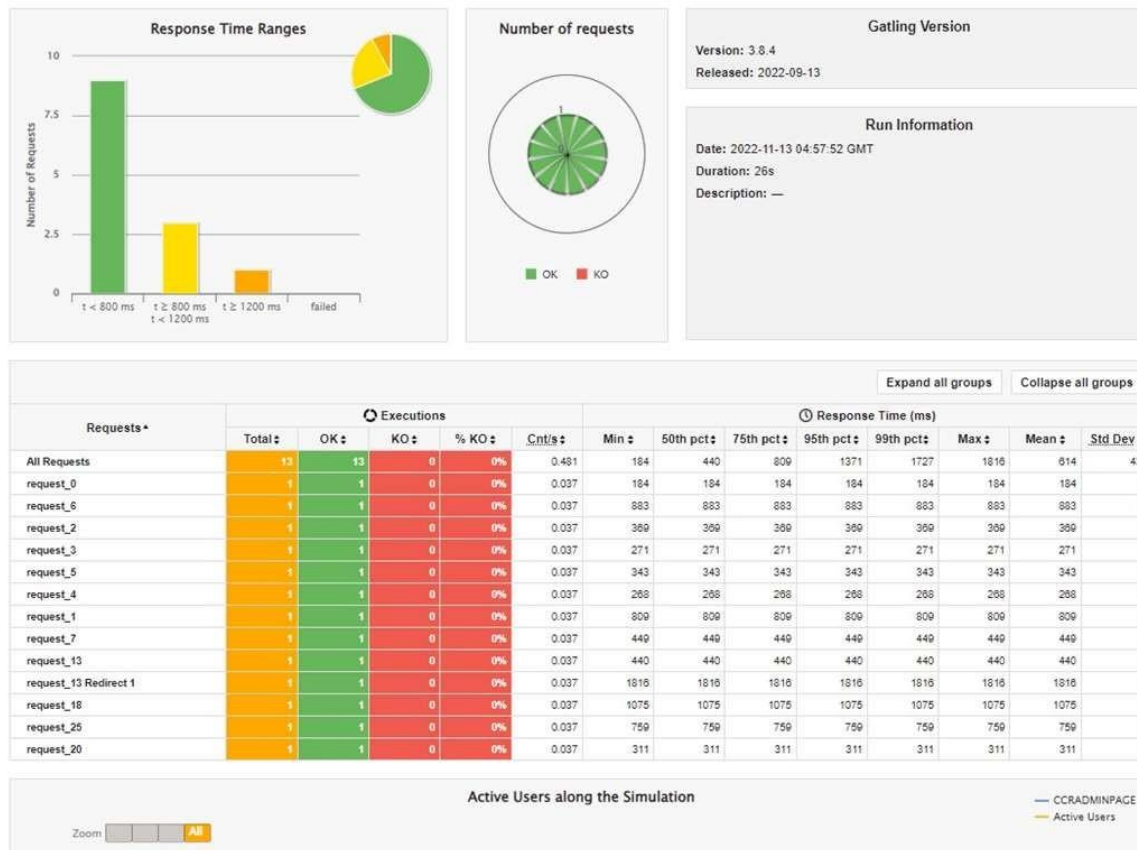 Response Time Ranges
10
7.5
5
2.5
0
Number of Requests
t < 800 ms
t ≥ 800 ms
t < 1200 ms
t ≥ 1200 ms
failed
Number of requests
1
0
OK KO
Gatling Version
Version: 3.8.4
Released: 2022-09-13
Run Information
Date: 2022-11-13 04:57:52 GMT
Duration: 26s
Description: —
Expand all groups Collapse all groups
Requests Executions Response Time (ms)
Total OK KO % KO Cnt/s Min 50th pct 75th pct 95th pct 99th pct Max Mean Std Dev
All Requests 13 13 0 0% 0.481 184 440 809 1371 1727 1816 614
request_0 1 1 0 0% 0.037 184 184 184 184 184 184 184
request_6 1 1 0 0% 0.037 883 883 883 883 883 883 883
request_2 1 1 0 0% 0.037 369 369 369 369 369 369 369
request_3 1 1 0 0% 0.037 271 271 271 271 271 271 271
request_5 1 1 0 0% 0.037 343 343 343 343 343 343 343
request_4 1 1 0 0% 0.037 268 268 268 268 268 268 268
request_1 1 1 0 0% 0.037 809 809 809 809 809 809 809
request_7 1 1 0 0% 0.037 449 449 449 449 449 449 449
request_13 1 1 0 0% 0.037 440 440 440 440 440 440 440
request_13 Redirect 1 1 1 0 0% 0.037 1816 1816 1816 1816 1816 1816 1816
request_18 1 1 0 0% 0.037 1075 1075 1075 1075 1075 1075 1075
request_25 1 1 0 0% 0.037 759 759 759 759 759 759 759
request_20 1 1 0 0% 0.037 311 311 311 311 311 311 311
Active Users along the Simulation
Zoom All
CCRADMINPAGE
Active Users